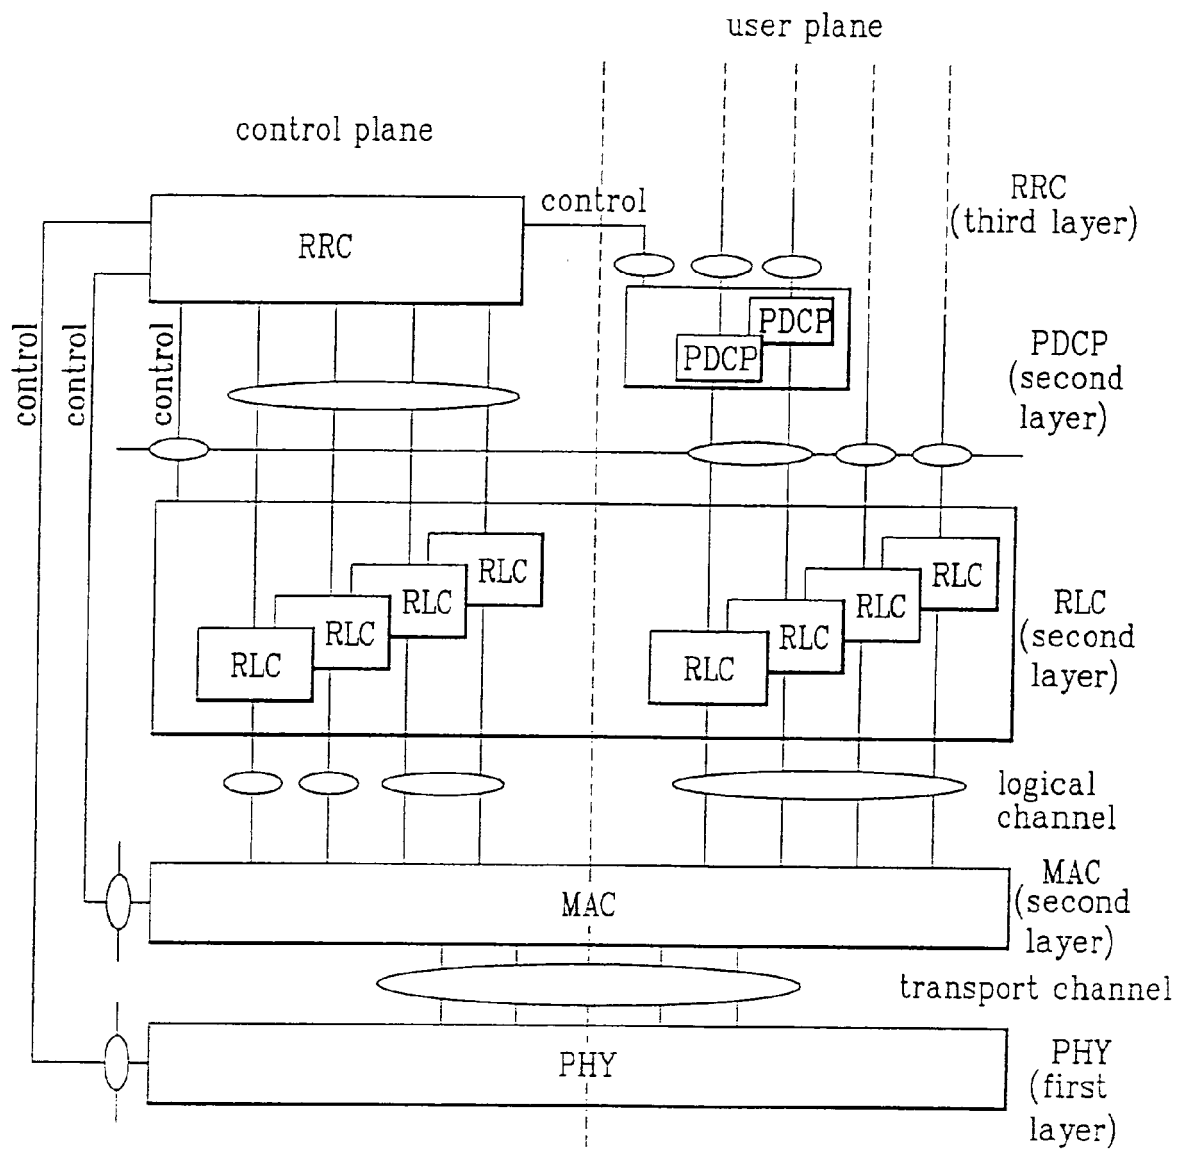 user plane
control plane
RRC
control
RRC
(third layer)
control
control
control
PDCP
PDCP
PDCP
(second
layer)
RLC
RLC
RLC
RLC
RLC
RLC
RLC
RLC
RLC
(second
layer)
logical
channel
MAC
MAC
(second
layer)
transport channel
PHY
PHY
(first
layer)